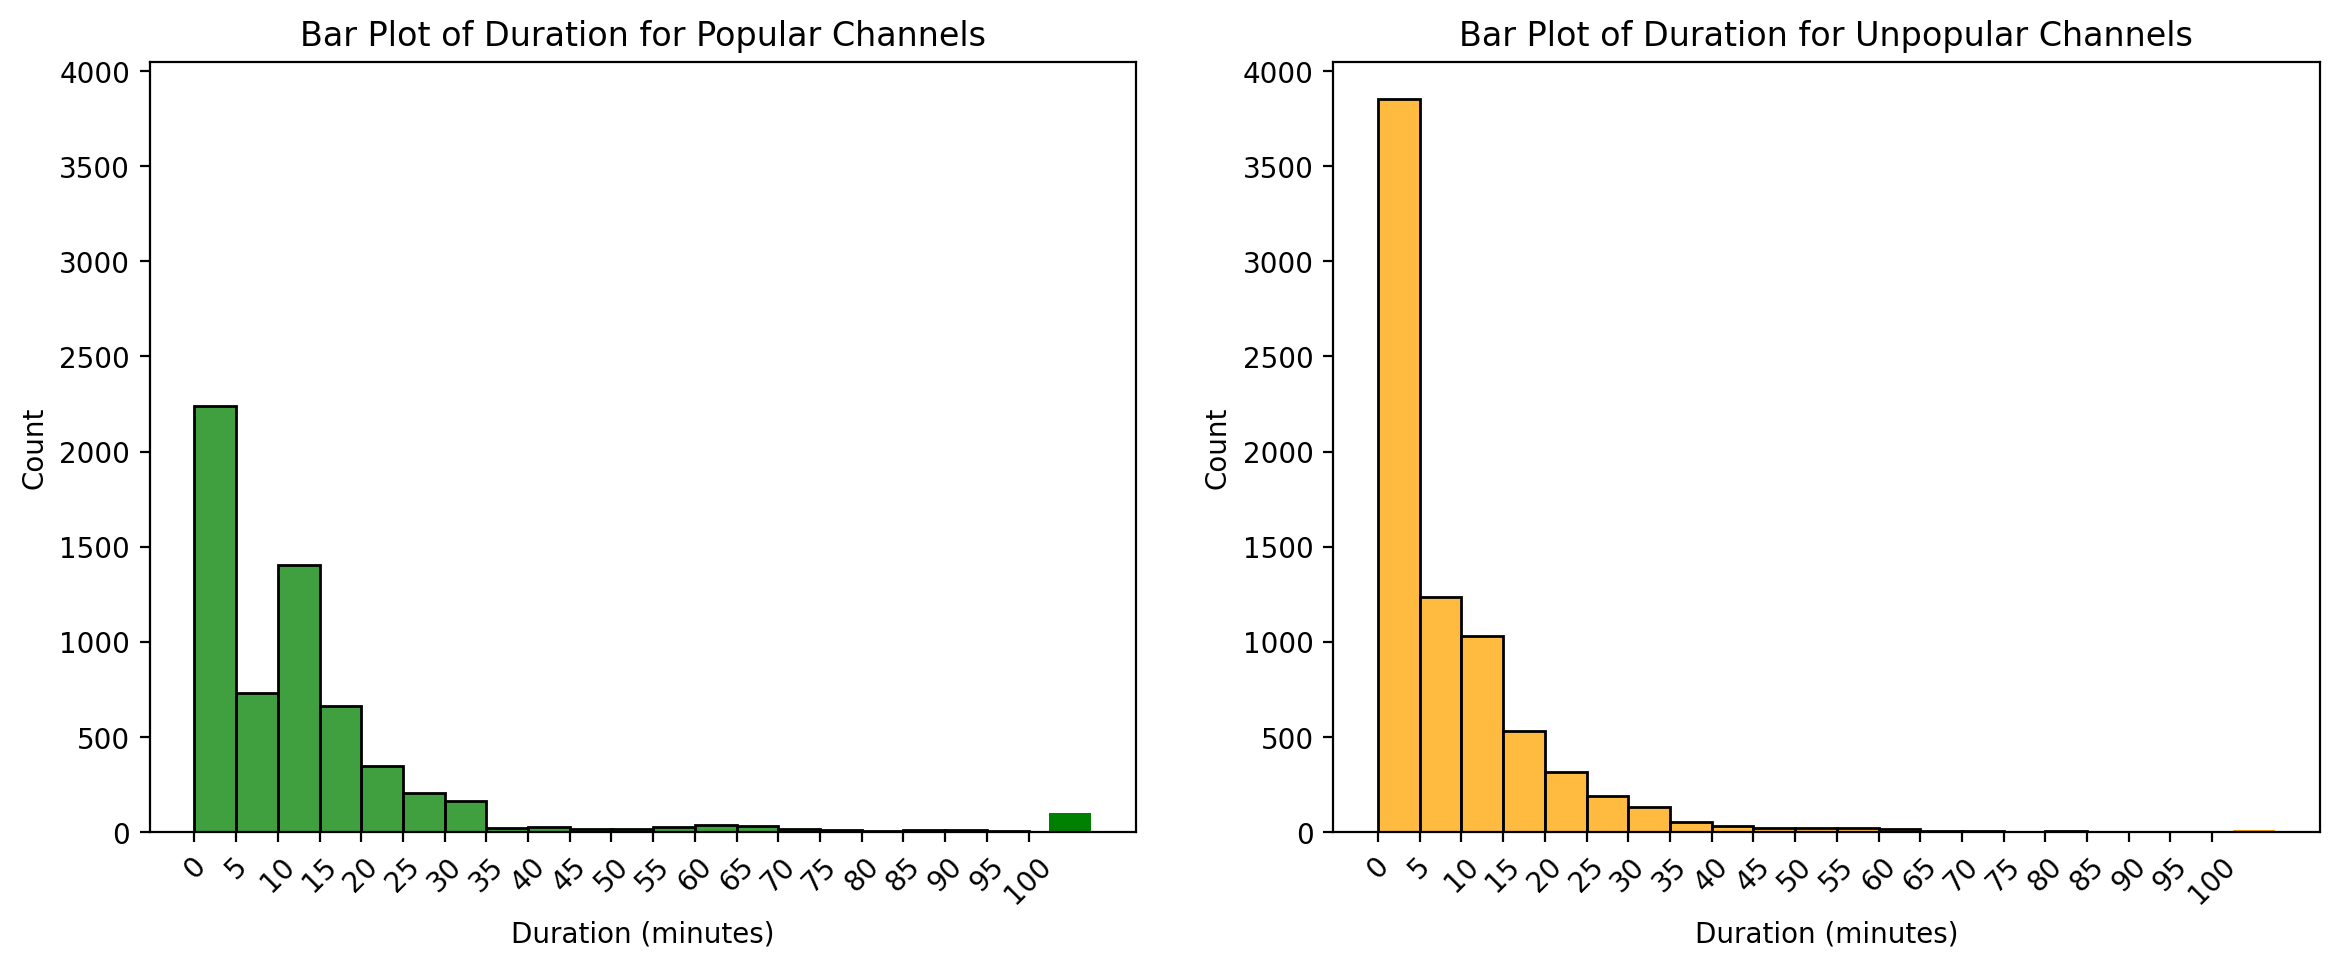 Bar Plot of Duration for Popular Channels
4000
3500
3000
2500
2000
1500
1000
500
0
Count
0 5 10 15 20 25 30 35 40 45 50 55 60 65 70 75 80 85 90 95 100
Duration (minutes)
Bar Plot of Duration for Unpopular Channels
4000
3500
3000
2500
2000
1500
1000
500
0
Count
0 5 10 15 20 25 30 35 40 45 50 55 60 65 70 75 80 85 90 95 100
Duration (minutes)